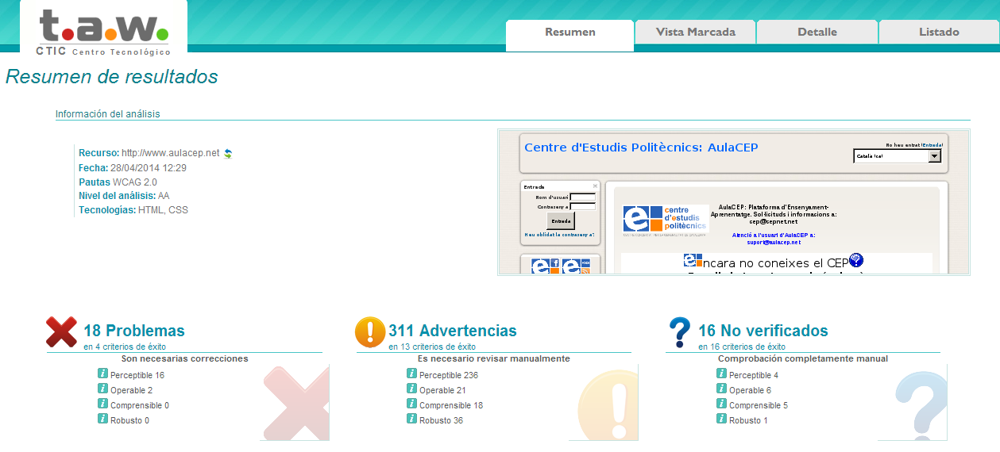 t.a.w.
CTIC Centro Tecnológico
Resumen
Vista Marcada
Detalle
Listado
Resumen de resultados
Información del análisis
Recurso: http://www.aulacep.net
Fecha: 28/04/2014 12:29
Pautas WCAG 2.0
Nivel del análisis: AA
Tecnologías: HTML, CSS
Centre d'Estudis Politècnics: AulaCEP
No heu entrat (Entrada)
Català (ca)
Entrada
Nom d'usuari
Contrasenya
Entrada
Heu oblidat la contrasenya?
centre
d'estudis
politècnics
AulaCEP: Plataforma d'Ensenyament-
Aprenentatge. Sol·licituds i informacions a:
cep@cepnet.net
Atenció a l'usuari d'AulaCEP a:
suport@aulacep.net
ncara no coneixes el CEP?
18 Problemas
en 4 criterios de éxito
Son necesarias correcciones
Perceptible 16
Operable 2
Comprensible 0
Robusto 0
311 Advertencias
en 13 criterios de éxito
Es necesario revisar manualmente
Perceptible 236
Operable 21
Comprensible 18
Robusto 36
16 No verificados
en 16 criterios de éxito
Comprobación completamente manual
Perceptible 4
Operable 6
Comprensible 5
Robusto 1